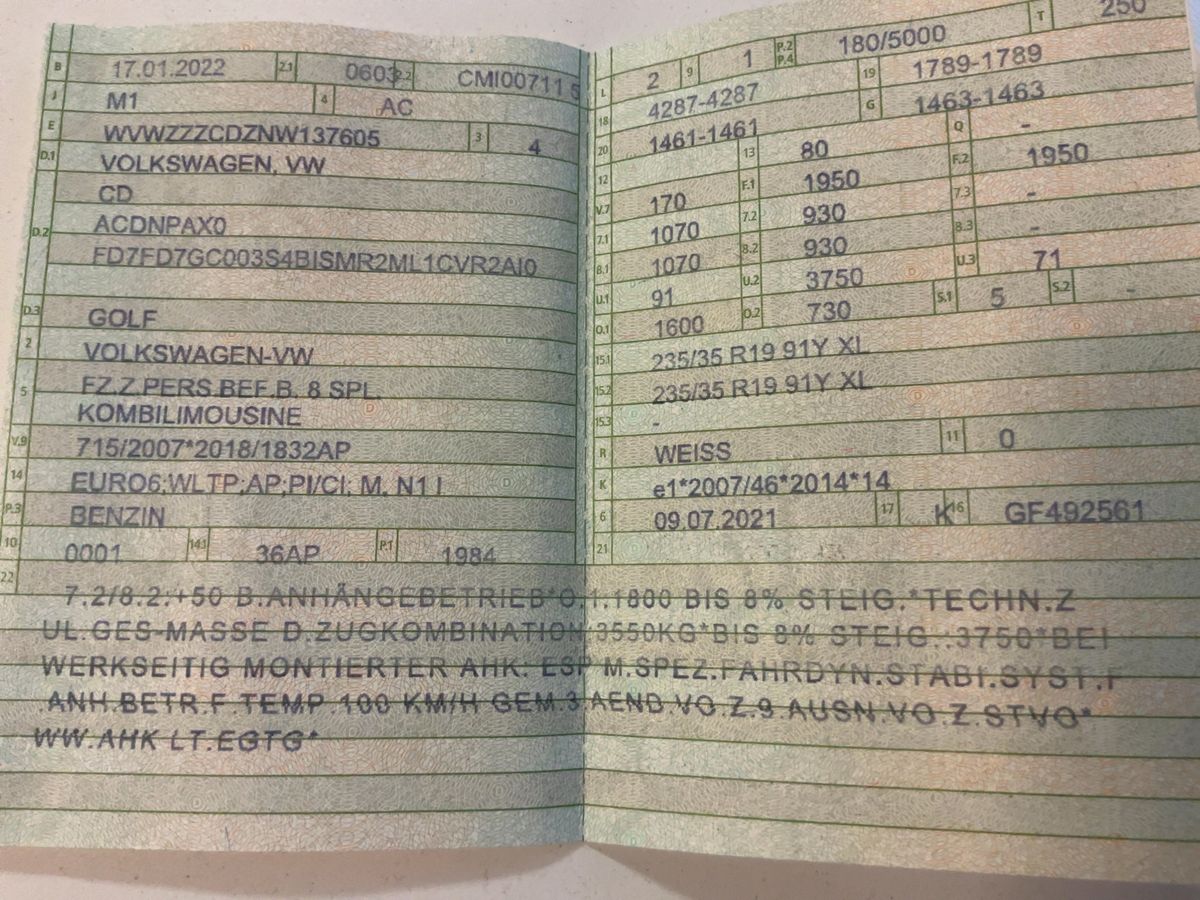 B 17.01.2022 2.1 0603 2.2 CMI00711 5
J M1 4 AC
E WVWZZZCDZNW137605 3 4
D.1 VOLKSWAGEN, VW
CD
D.2 ACDNPAX0
FD7FD7GC003S4BISMR2ML1CVR2AI0
D.3 GOLF
2 VOLKSWAGEN-VW
5 FZ.Z.PERS.BEF.B. 8 SPL.
KOMBILIMOUSINE
V.9 715/2007*2018/1832AP
14 EURO6;WLTP;AP;PI/CI; M, N1 I
P.3 BENZIN
10 0001 14.1 36AP P.1 1984
L 2 9 1 P.2 P.4 180/5000 T 250
18 4287-4287 19 1789-1789
20 1461-1461 G 1463-1463
12 13 80 Q -
V.7 170 F.1 1950 F.2 1950
7.1 1070 7.2 930 7.3 -
8.1 1070 8.2 930 8.3 -
U.1 91 U.2 3750 U.3 71
O.1 1600 O.2 730 S.1 5 S.2 -
15.1 235/35 R19 91Y XL
15.2 235/35 R19 91Y XL
15.3 -
R WEISS 11 0
K e1*2007/46*2014*14
6 09.07.2021 17 K 16 GF492561
21
22 7.2/8.2:+50 B.ANHÄNGEBETRIEB*O.1:1800 BIS 8% STEIG.*TECHN.Z
UL.GES-MASSE D.ZUGKOMBINATION:3550KG*BIS 8% STEIG.:3750*BEI
WERKSEITIG MONTIERTER AHK: ESP M.SPEZ.FAHRDYN.STABI.SYST.F
.ANH.BETR.F.TEMP.100 KM/H GEM.3.AEND.VO.Z.9.AUSN.VO.Z.STVO*
WW.AHK LT.EGTG*